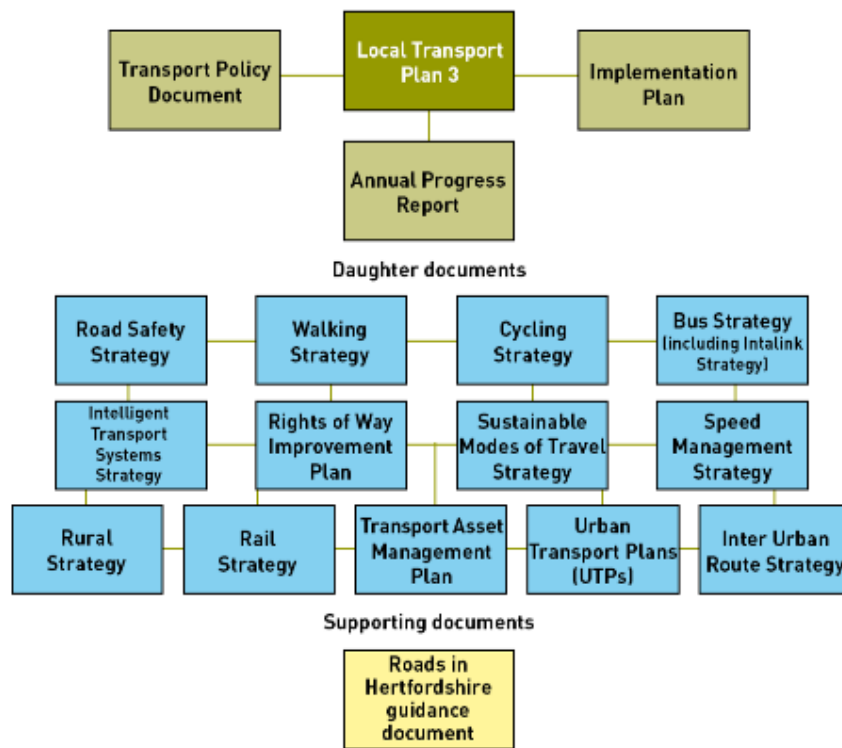 Local Transport
Plan 3
Transport Policy
Document
Implementation
Plan
Annual Progress
Report
Daughter documents
Road Safety
Strategy
Walking
Strategy
Cycling
Strategy
Bus Strategy
(including Intalink
Strategy)
Intelligent
Transport
Systems
Strategy
Rights of Way
Improvement
Plan
Sustainable
Modes of Travel
Strategy
Speed
Management
Strategy
Rural
Strategy
Rail
Strategy
Transport Asset
Management
Plan
Urban
Transport Plans
(UTPs)
Inter Urban
Route Strategy
Supporting documents
Roads in
Hertfordshire
guidance
document